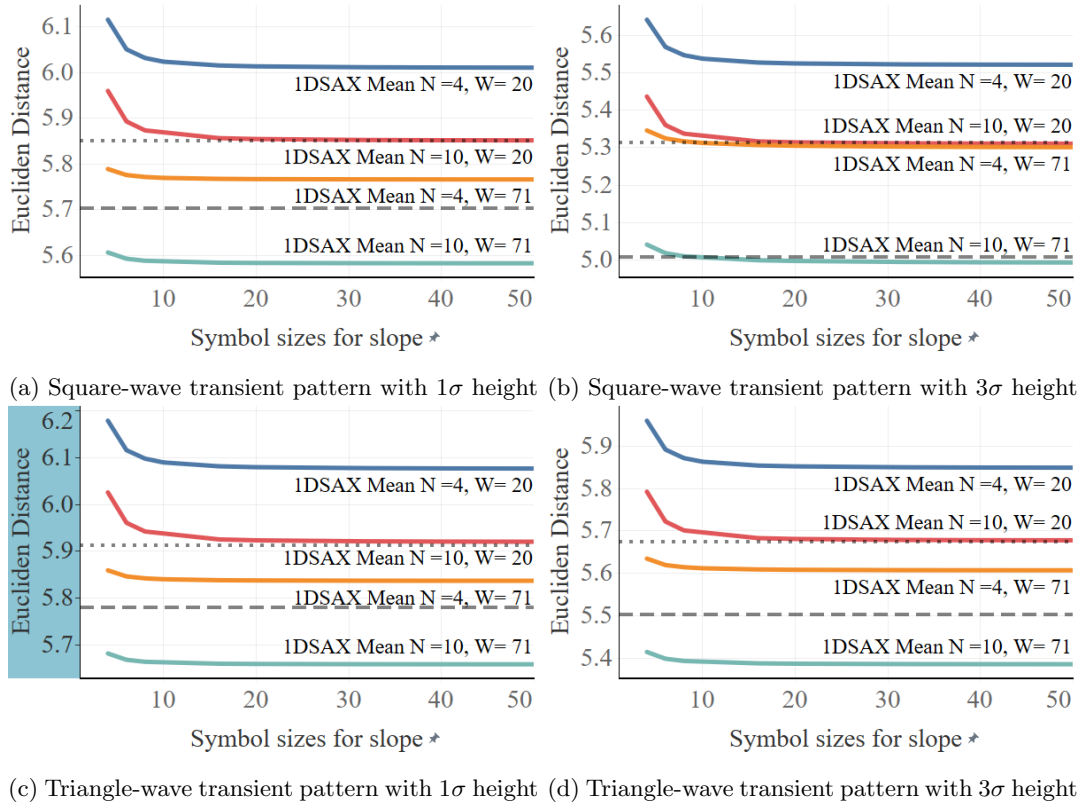 6.1
6.0
5.9
5.8
5.7
5.6
Eucliden Distance
1DSAX Mean N =4, W= 20
1DSAX Mean N =10, W= 20
1DSAX Mean N =4, W= 71
1DSAX Mean N =10, W= 71
10 20 30 40 50
Symbol sizes for slope
(a) Square-wave transient pattern with 1σ height
5.6
5.5
5.4
5.3
5.2
5.1
5.0
Eucliden Distance
1DSAX Mean N =4, W= 20
1DSAX Mean N =10, W= 20
1DSAX Mean N =4, W= 71
1DSAX Mean N =10, W= 71
10 20 30 40 50
Symbol sizes for slope
(b) Square-wave transient pattern with 3σ height
6.2
6.1
6.0
5.9
5.8
5.7
Eucliden Distance
1DSAX Mean N =4, W= 20
1DSAX Mean N =10, W= 20
1DSAX Mean N =4, W= 71
1DSAX Mean N =10, W= 71
10 20 30 40 50
Symbol sizes for slope
(c) Triangle-wave transient pattern with 1σ height
5.9
5.8
5.7
5.6
5.5
5.4
Eucliden Distance
1DSAX Mean N =4, W= 20
1DSAX Mean N =10, W= 20
1DSAX Mean N =4, W= 71
1DSAX Mean N =10, W= 71
10 20 30 40 50
Symbol sizes for slope
(d) Triangle-wave transient pattern with 3σ height